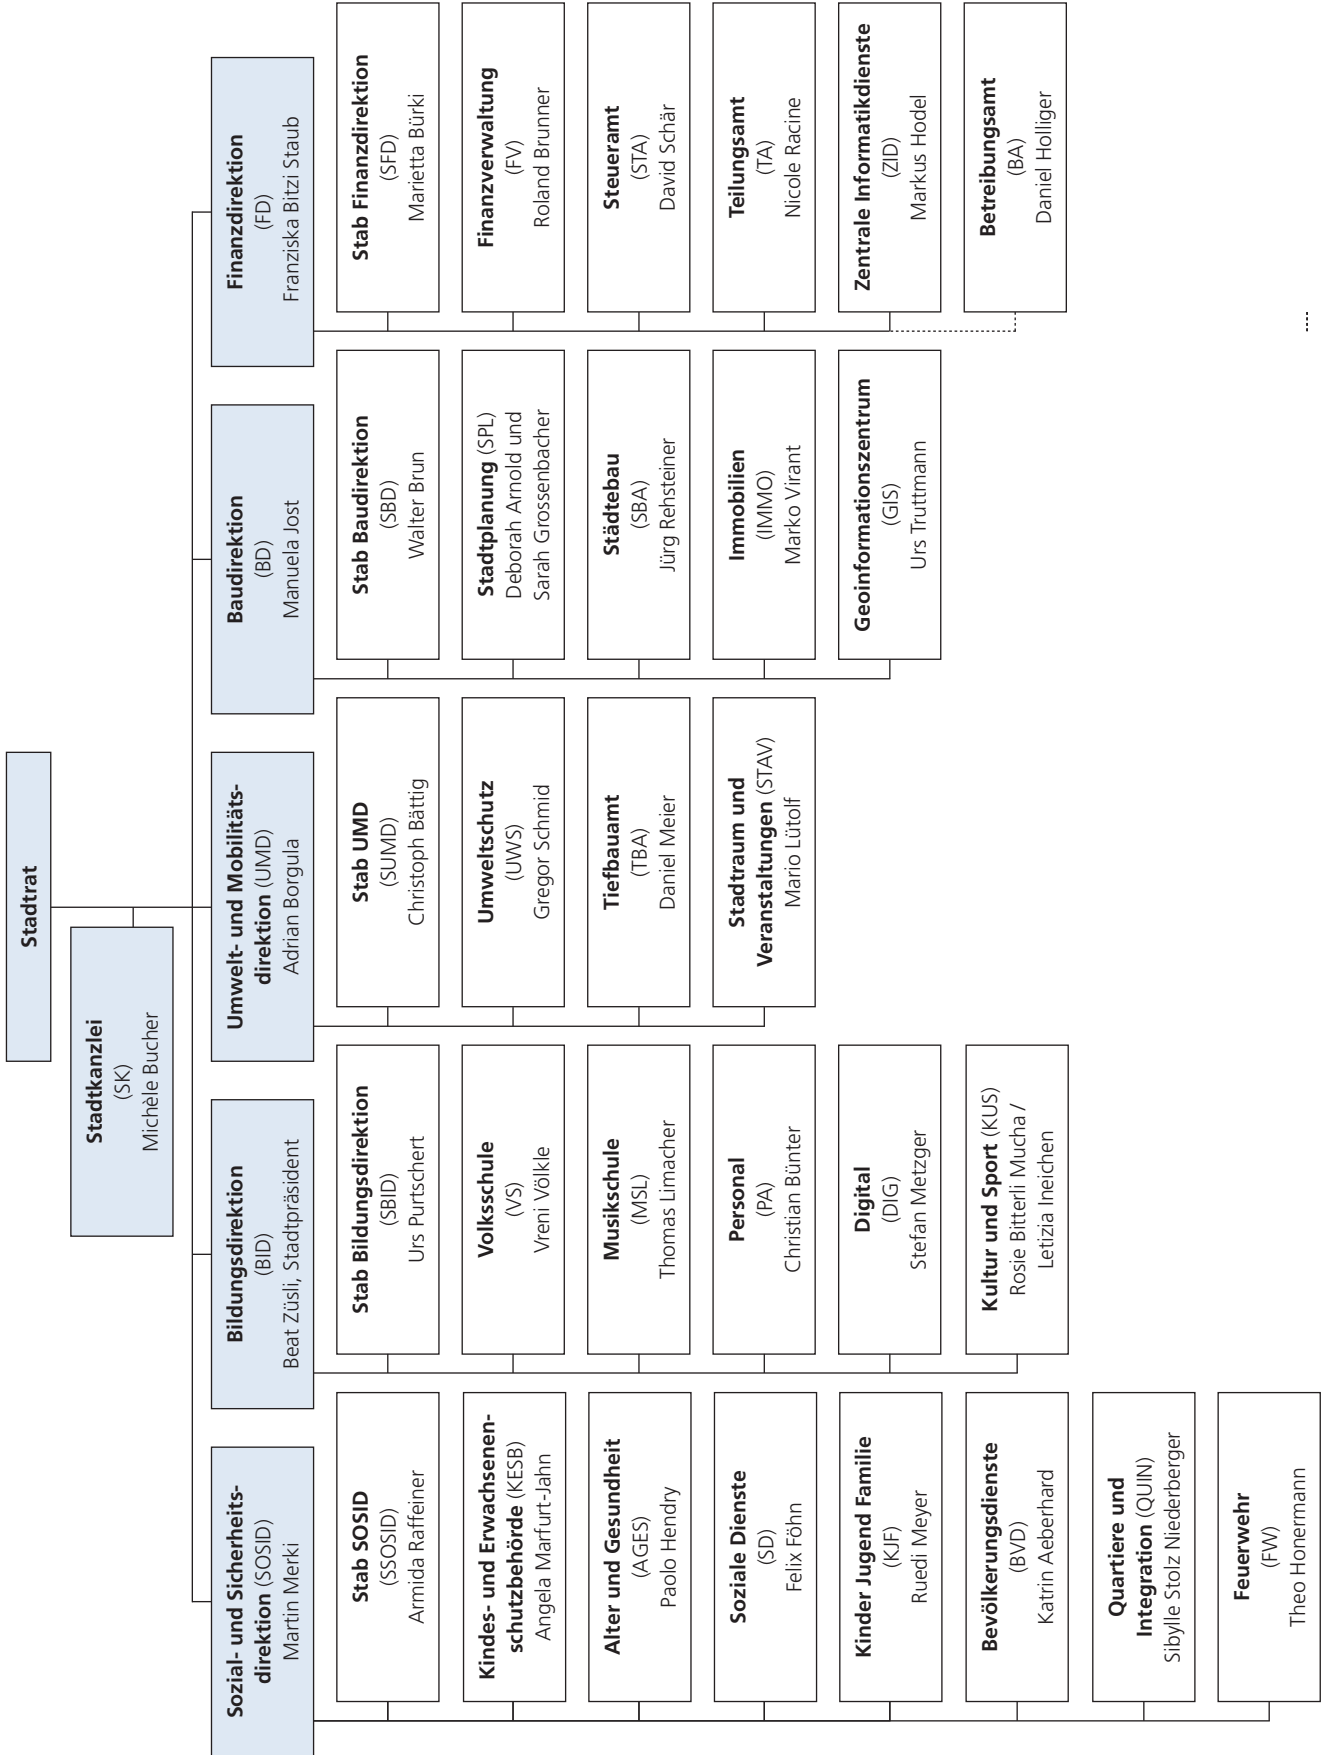 Stadtrat
Stadtkanzlei
(SK)
Michèle Bucher
Sozial- und Sicherheits-
direktion (SOSID)
Martin Merki
Stab SOSID
(SSOSID)
Armida Raffeiner
Kindes- und Erwachsenen-
schutzbehörde (KESB)
Angela Marfurt-Jahn
Alter und Gesundheit
(AGES)
Paolo Hendry
Soziale Dienste
(SD)
Felix Föhn
Kinder Jugend Familie
(KJF)
Ruedi Meyer
Bevölkerungsdienste
(BVD)
Katrin Aeberhard
Quartiere und
Integration (QUIN)
Sibylle Stolz Niederberger
Feuerwehr
(FW)
Theo Honermann
Bildungsdirektion
(BID)
Beat Züsli, Stadtpräsident
Stab Bildungsdirektion
(SBID)
Urs Purtschert
Volksschule
(VS)
Vreni Völkle
Musikschule
(MSL)
Thomas Limacher
Personal
(PA)
Christian Bünter
Digital
(DIG)
Stefan Metzger
Kultur und Sport (KUS)
Rosie Bitterli Mucha /
Letizia Ineichen
Umwelt- und Mobilitäts-
direktion (UMD)
Adrian Borgula
Stab UMD
(SUMD)
Christoph Bättig
Umweltschutz
(UWS)
Gregor Schmid
Tiefbauamt
(TBA)
Daniel Meier
Stadtraum und
Veranstaltungen (STAV)
Mario Lütolf
Baudirektion
(BD)
Manuela Jost
Stab Baudirektion
(SBD)
Walter Brun
Stadtplanung (SPL)
Deborah Arnold und
Sarah Grossenbacher
Städtebau
(SBA)
Jürg Rehsteiner
Immobilien
(IMMO)
Marko Virant
Geoinformationszentrum
(GIS)
Urs Truttmann
Finanzdirektion
(FD)
Franziska Bitzi Staub
Stab Finanzdirektion
(SFD)
Marietta Bürki
Finanzverwaltung
(FV)
Roland Brunner
Steueramt
(STA)
David Schär
Teilungsamt
(TA)
Nicole Racine
Zentrale Informatikdienste
(ZID)
Markus Hodel
Betreibungsamt
(BA)
Daniel Holliger